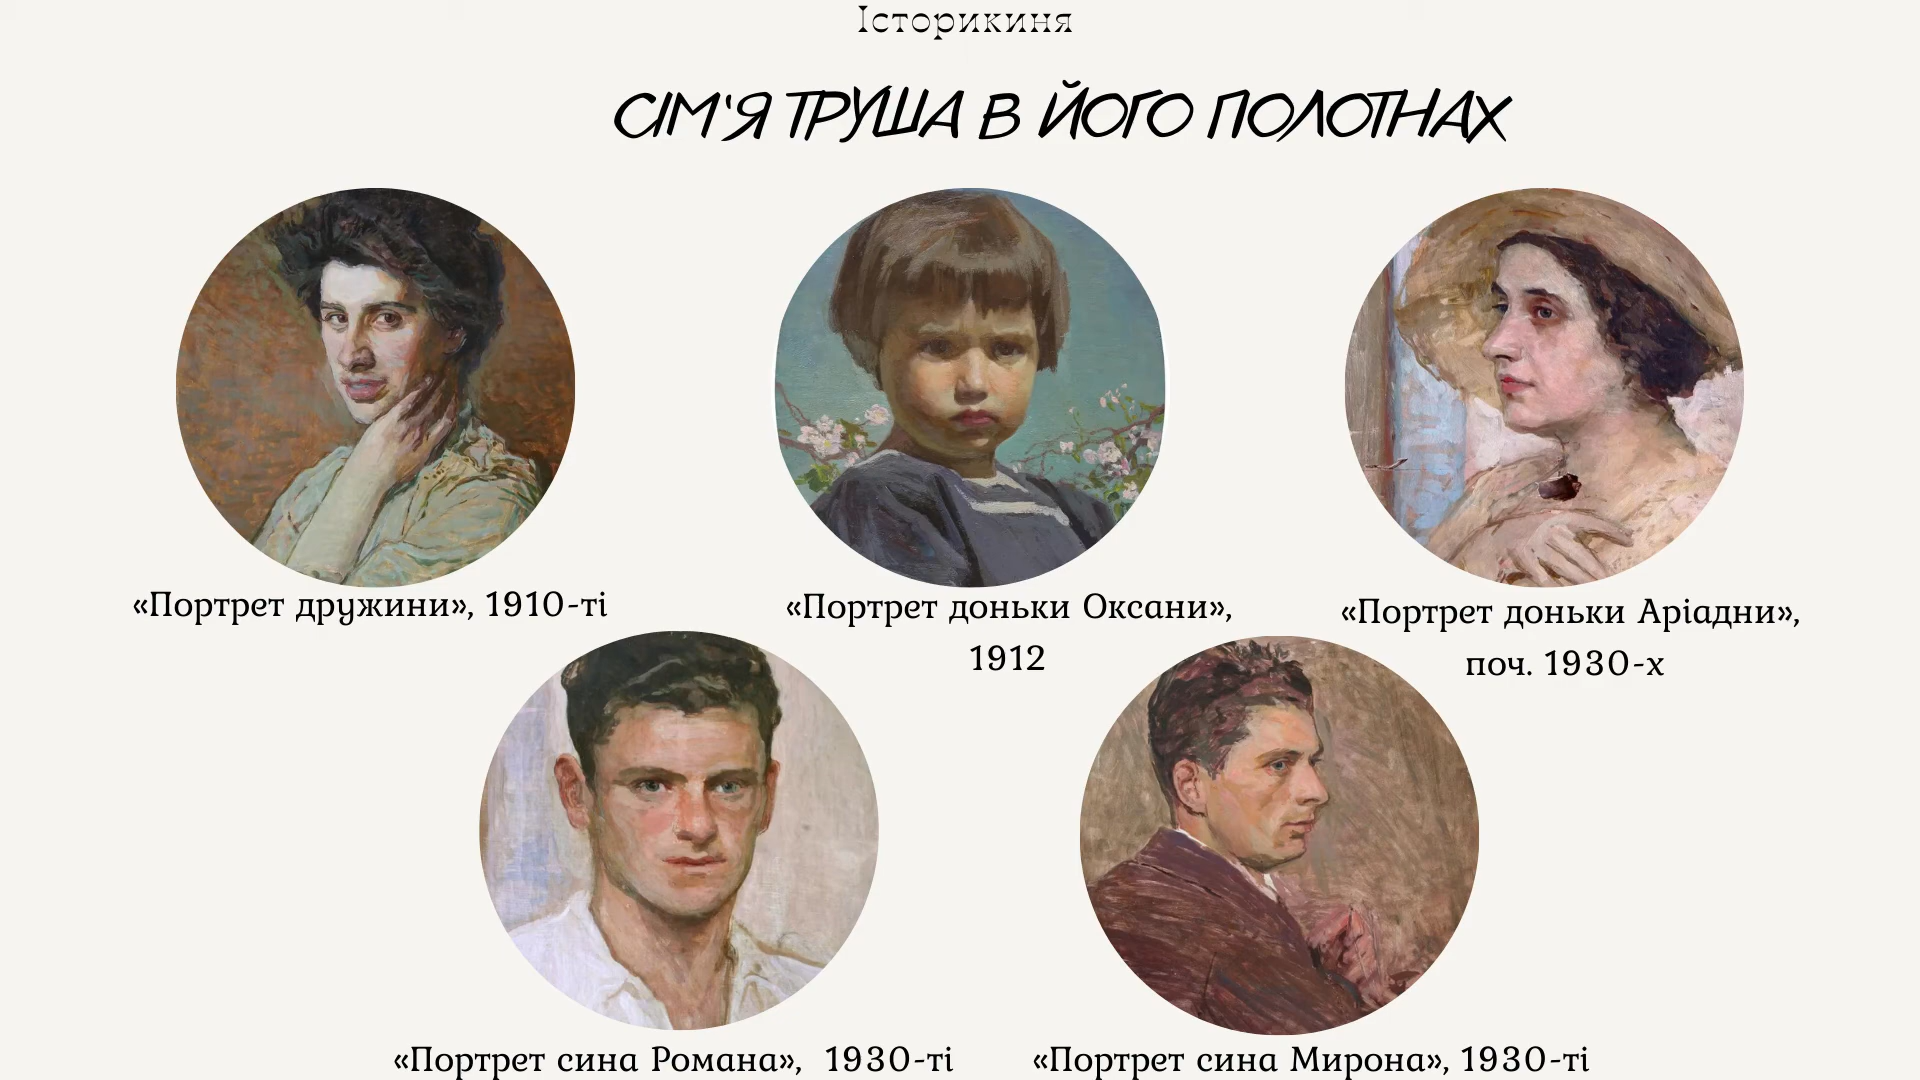 Історикиня
СІМ'Я ТРУША В ЙОГО ПОЛОТНАХ
«Портрет дружини», 1910-ті
«Портрет доньки Оксани»,
1912
«Портрет доньки Аріадни»,
поч. 1930-х
«Портрет сина Романа», 1930-ті
«Портрет сина Мирона», 1930-ті